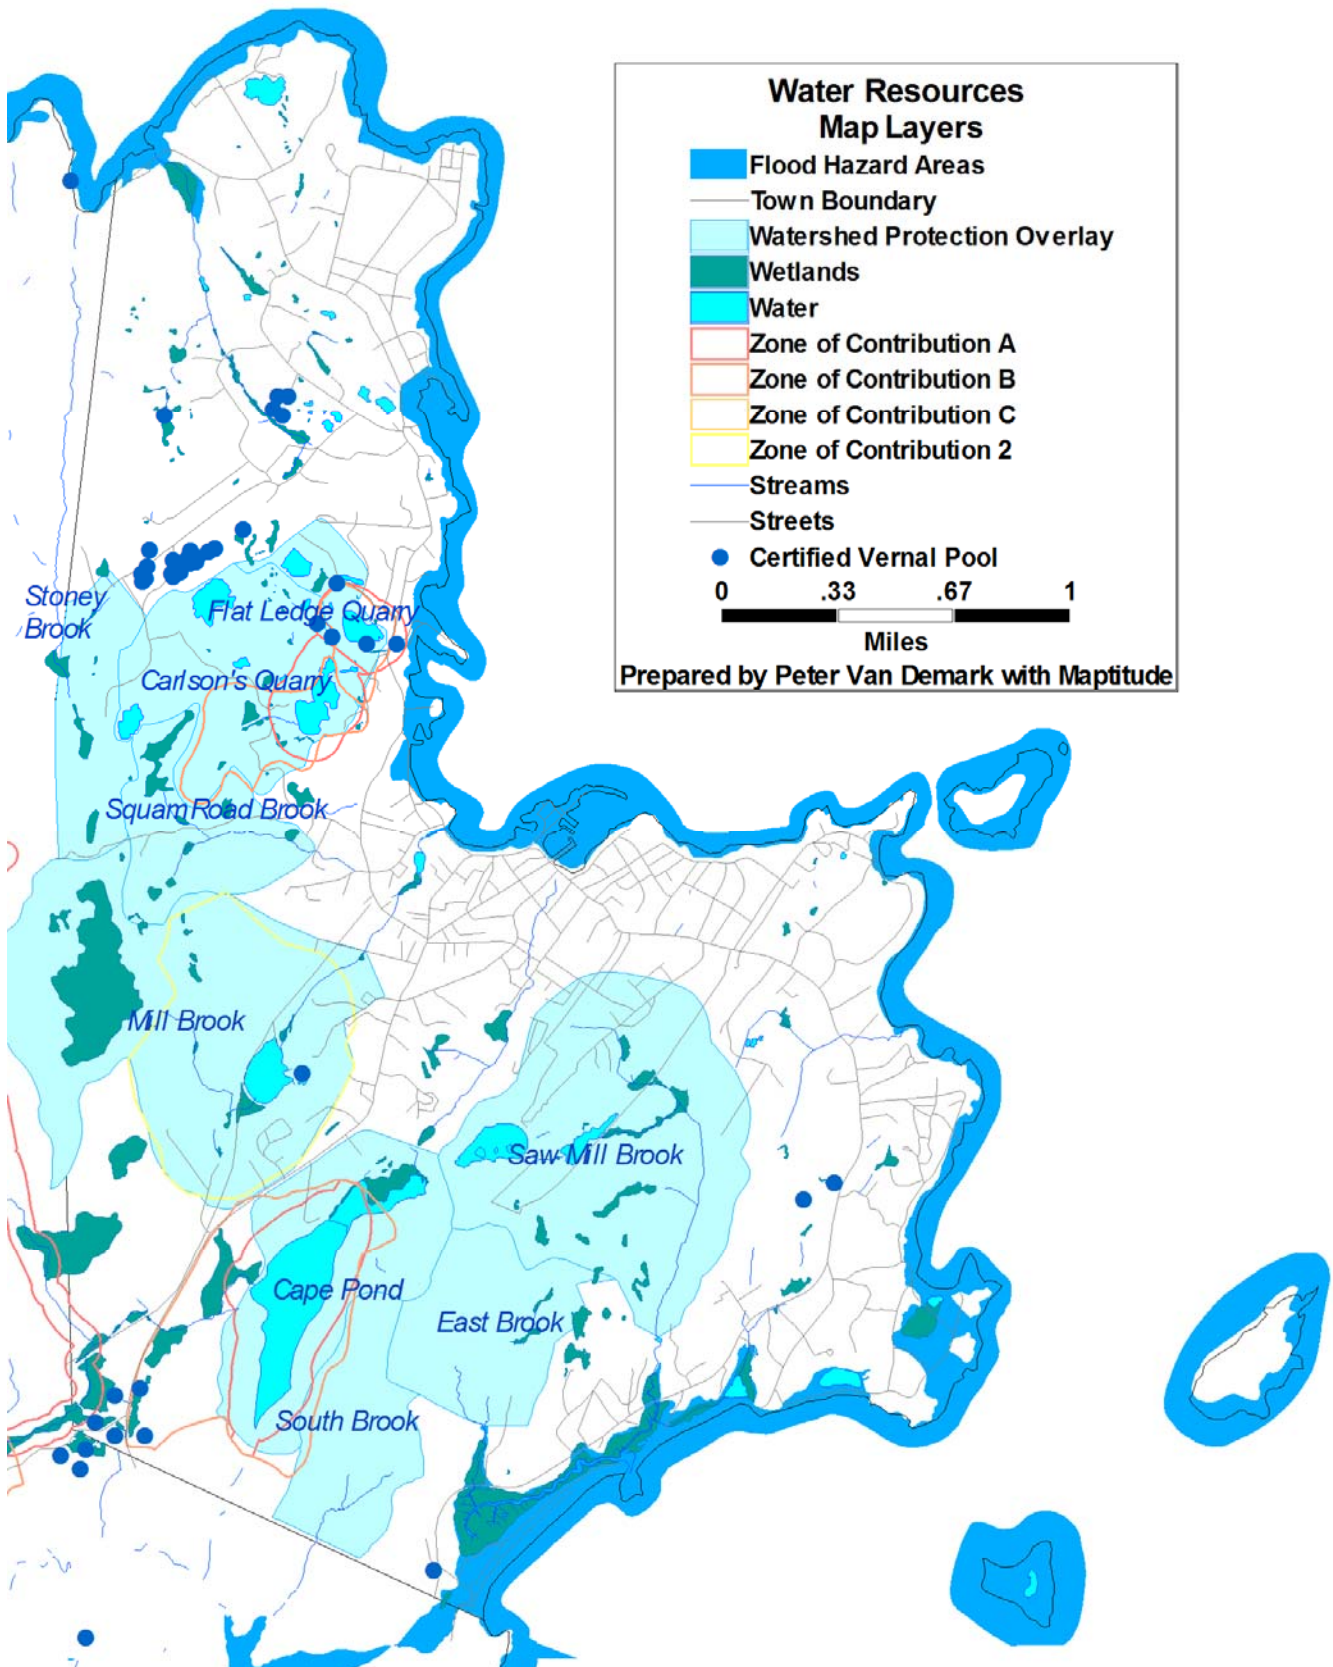 Water Resources
Map Layers
Flood Hazard Areas
Town Boundary
Watershed Protection Overlay
Wetlands
Water
Zone of Contribution A
Zone of Contribution B
Zone of Contribution C
Zone of Contribution 2
Streams
Streets
Certified Vernal Pool
0 .33 .67 1
Miles
Prepared by Peter Van Demark with Maptitude
Stoney
Brook
Flat Ledge Quarry
Carlson's Quarry
Squam Road Brook
Mill Brook
Saw Mill Brook
Cape Pond
East Brook
South Brook